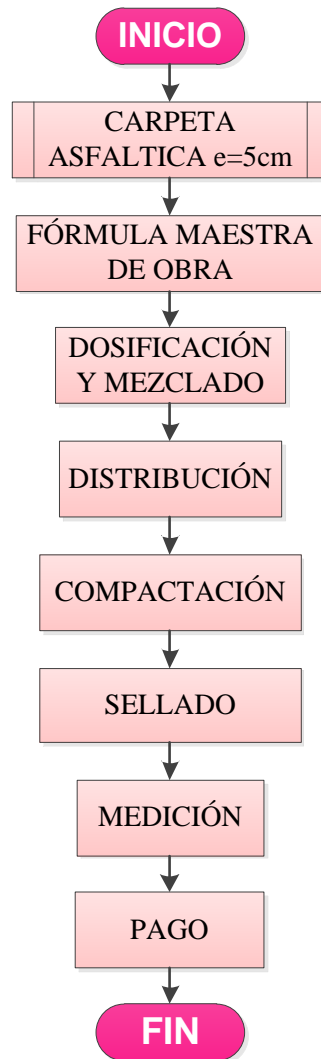 INICIO
CARPETA
ASFALTICA e=5cm
FÓRMULA MAESTRA
DE OBRA
DOSIFICACIÓN
Y MEZCLADO
DISTRIBUCIÓN
COMPACTACIÓN
SELLADO
MEDICIÓN
PAGO
FIN